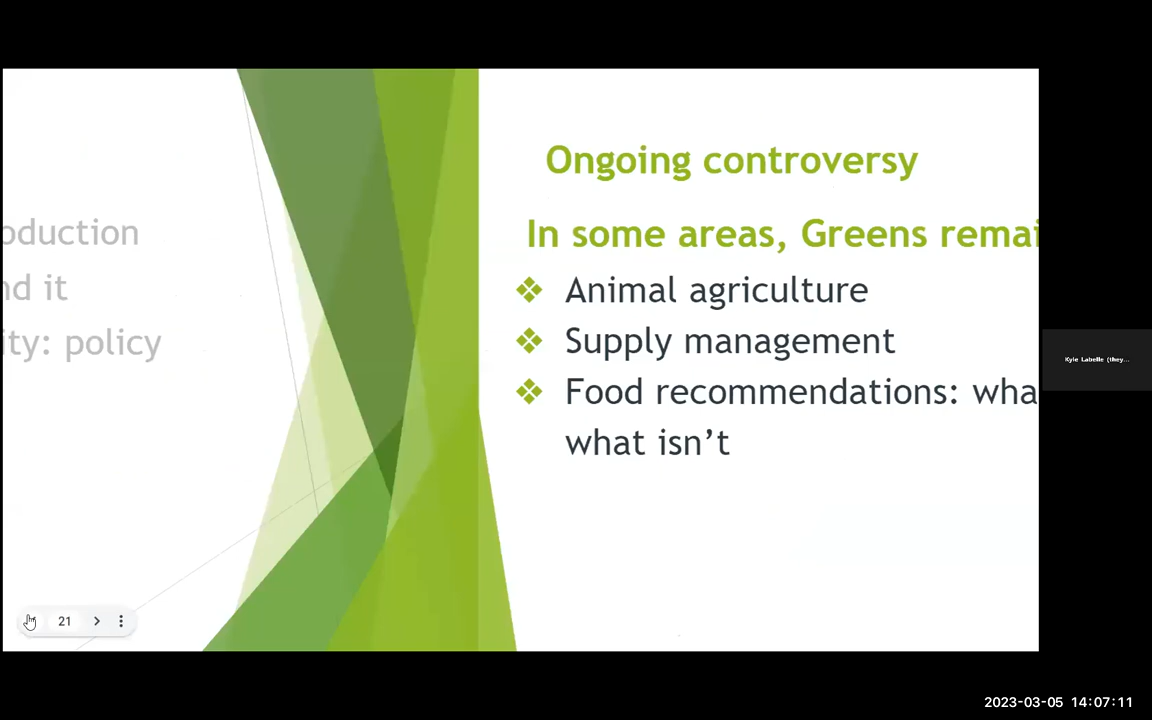 Ongoing controversy
In some areas, Greens remai
Animal agriculture
Supply management
Food recommendations: wha
what isn't
oduction
nd it
ity: policy
Kyle Labelle (they...
21
2023-03-05 14:07:11